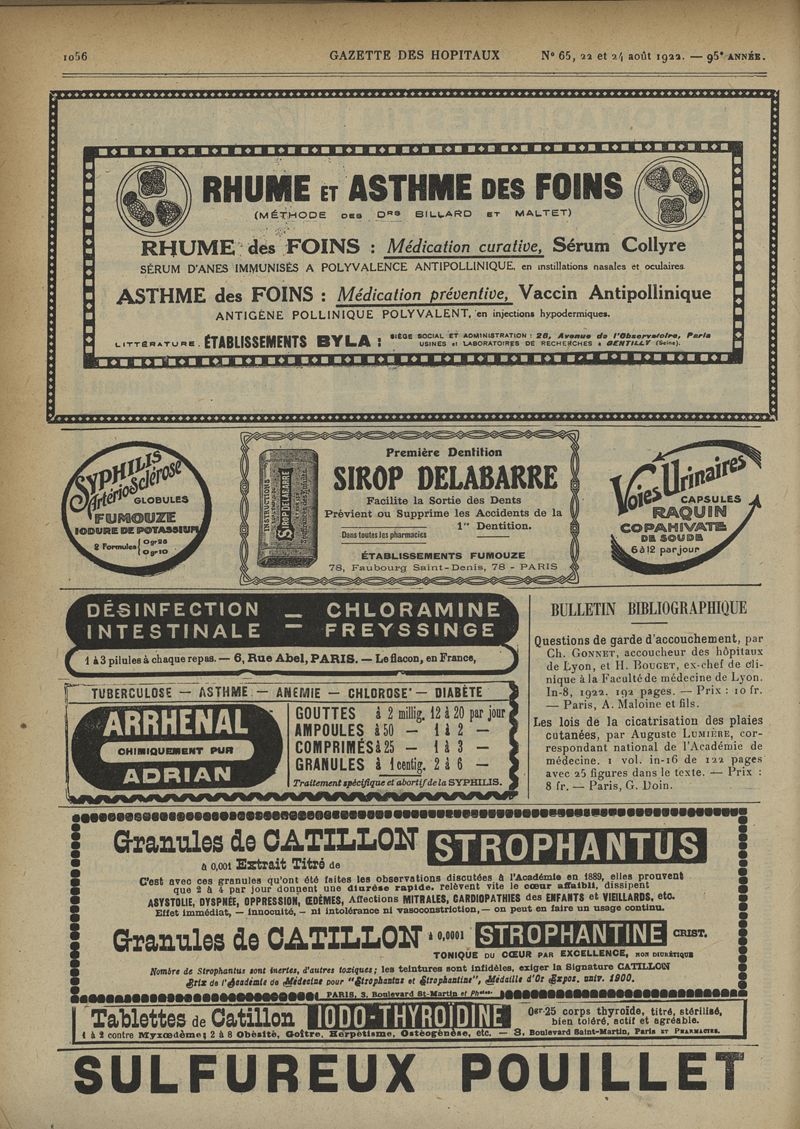 1056 GAZETTE DES HOPITAUX N° 65, 22 et 24 août 1922. — 95e ANNÉE.
RHUME ET ASTHME DES FOINS
(MÉTHODE DES DRS BILLARD ET MALTET)
RHUME des FOINS : Médication curative, Sérum Collyre
SÉRUM D'ANES IMMUNISÉS A POLYVALENCE ANTIPOLLINIQUE, en instillations nasales et oculaires
ASTHME des FOINS : Médication préventive, Vaccin Antipollinique
ANTIGÈNE POLLINIQUE POLYVALENT, en injections hypodermiques.
LITTÉRATURE. ÉTABLISSEMENTS BYLA :
SIÈGE SOCIAL ET ADMINISTRATION : 26, Avenue de l'Observatoire, Paris
USINES et LABORATOIRES DE RECHERCHES à GENTILLY (Seine).
SYPHILIS
Artério-Sclérose
GLOBULES
FUMOUZE
IODURE DE POTASSIUM
2 Formules { 0 gr 25
0 gr 10
INSTRUCTIONS
SIROP DELABARRE
Première Dentition
SIROP DELABARRE
Facilite la Sortie des Dents
Prévient ou Supprime les Accidents de la
1re Dentition.
Dans toutes les pharmacies
ÉTABLISSEMENTS FUMOUZE
78, Faubourg Saint-Denis, 78 - PARIS
Voies Urinaires
CAPSULES
RAQUIN
COPAHIVATE
DE SOUDE
6 à 12 par jour
DÉSINFECTION = CHLORAMINE
INTESTINALE FREYSSINGE
1 à 3 pilules à chaque repas. — 6, Rue Abel, PARIS. — Le flacon, en France,
TUBERCULOSE — ASTHME — ANEMIE — CHLOROSE — DIABÈTE
ARRHENAL
CHIMIQUEMENT PUR
ADRIAN
GOUTTES à 2 millig. 12 à 20 par jour
AMPOULES à 50 — 1 à 2 —
COMPRIMÉS à 25 — 1 à 3 —
GRANULES à 1 centig. 2 à 6 —
Traitement spécifique et abortif de la SYPHILIS.
BULLETIN BIBLIOGRAPHIQUE
Questions de garde d'accouchement, par
Ch. GONNET, accoucheur des hôpitaux
de Lyon, et H. BOUGET, ex-chef de cli-
nique à la Faculté de médecine de Lyon.
In-8, 1922. 192 pages. — Prix : 10 fr.
— Paris, A. Maloine et fils.
Les lois de la cicatrisation des plaies
cutanées, par Auguste LUMIÈRE, cor-
respondant national de l'Académie de
médecine. 1 vol. in-16 de 122 pages
avec 25 figures dans le texte. — Prix :
8 fr. — Paris, G. Doin.
Granules de CATILLON STROPHANTUS
à 0,001 Extrait Titré de
C'est avec ces granules qu'ont été faites les observations discutées à l'Académie en 1889, elles prouvent
que 2 à 4 par jour donnent une diurèse rapide, relèvent vite le cœur affaibli, dissipent
ASYSTOLIE, DYSPNÉE, OPPRESSION, ŒDÈMES, Affections MITRALES, CARDIOPATHIES des ENFANTS et VIEILLARDS, etc.
Effet immédiat, — innocuité, — ni intolérance ni vasoconstriction, — on peut en faire un usage continu.
Granules de CATILLON à 0,0001 STROPHANTINE CRIST.
TONIQUE DU CŒUR PAR EXCELLENCE, NON DIURÉTIQUE
Nombre de Strophantus sont inertes, d'autres toxiques ; les teintures sont infidèles, exiger la Signature CATILLON
Prix de l'Académie de Médecine pour "Strophantus et Strophantine", Médaille d'Or Expos. univ. 1900.
PARIS, 3, Boulevard St-Martin et Phcies.
Tablettes de Catillon IODO-THYROÏDINE
0gr.25 corps thyroïde, titré, stérilisé,
bien toléré, actif et agréable.
1 à 2 contre Myxœdème ; 2 à 8 Obésité, Goître, Herpétisme, Ostéogénèse, etc. — 3, Boulevard Saint-Martin, Paris ET PHARMACIES.
SULFUREUX POUILLET